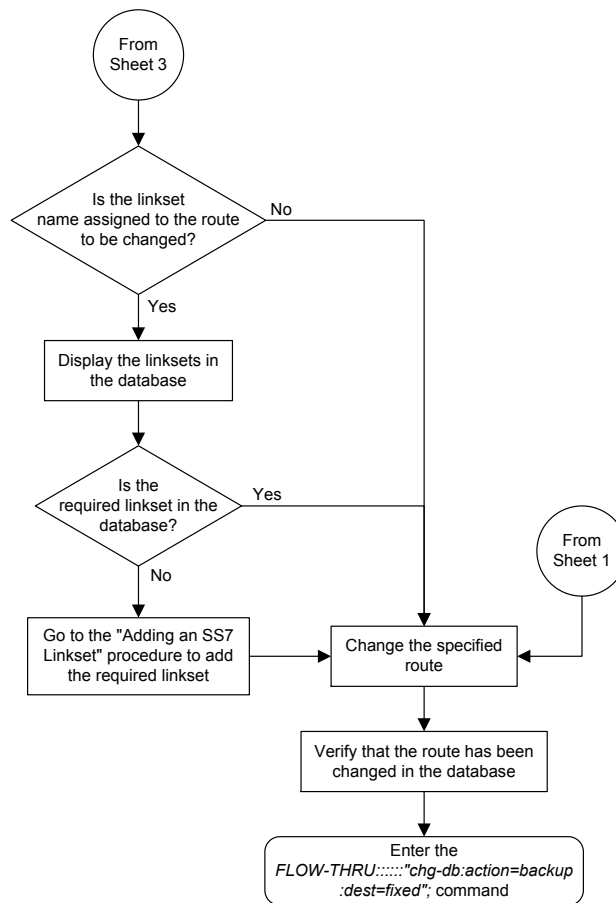 From
Sheet 3
Is the linkset
name assigned to the route
to be changed?
No
Yes
Display the linksets in
the database
Is the
required linkset in the
database?
Yes
No
From
Sheet 1
Go to the "Adding an SS7
Linkset" procedure to add
the required linkset
Change the specified
route
Verify that the route has been
changed in the database
Enter the
FLOW-THRU::::::"chg-db:action=backup
:dest=fixed"; command